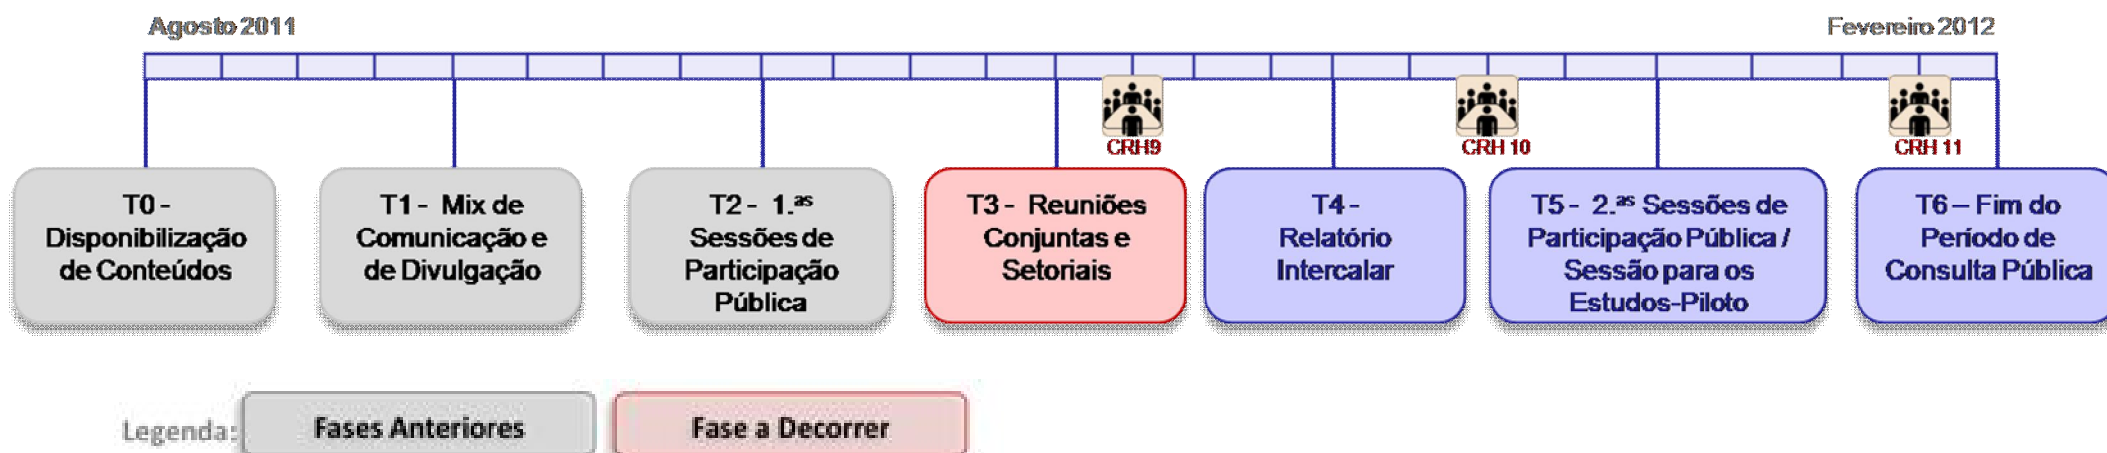 Agosto 2011
Fevereiro 2012
CRH9
CRH 10
CRH 11
T0 -
Disponibilização
de Conteúdos
T1 - Mix de
Comunicação e
de Divulgação
T2 - 1.ªs
Sessões de
Participação
Pública
T3 - Reuniões
Conjuntas e
Setoriais
T4 -
Relatório
Intercalar
T5 - 2.ªs Sessões de
Participação Pública /
Sessão para os
Estudos-Piloto
T6 – Fim do
Período de
Consulta Pública
Legenda:
Fases Anteriores
Fase a Decorrer